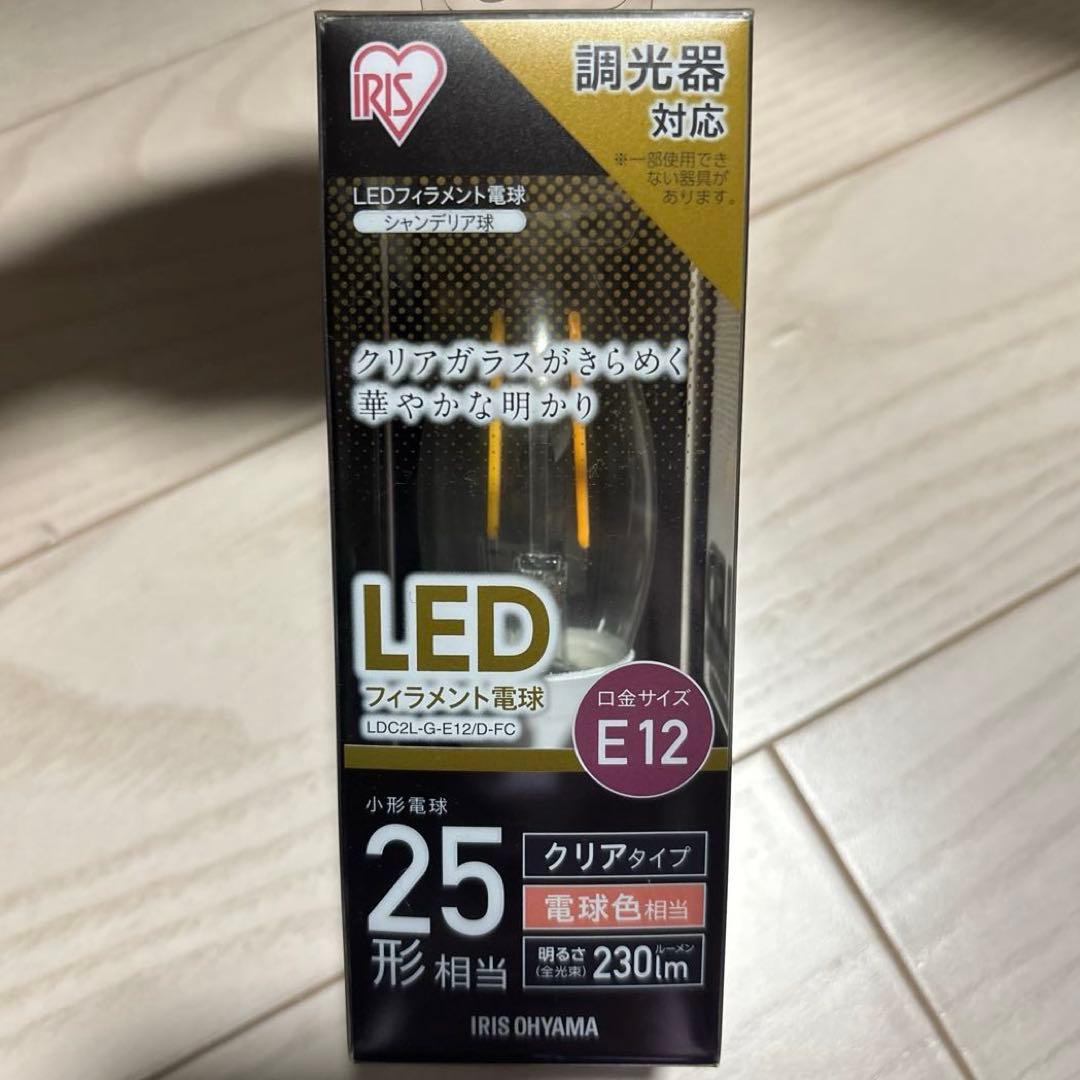 IRIS
調光器
対応
※一部使用でき
ない器具が
あります。
LEDフィラメント電球
シャンデリア球
クリアガラスがきらめく
華やかな明かり
LED
フィラメント電球
LDC2L-G-E12/D-FC
口金サイズ
E12
小形電球
25
形相当
クリアタイプ
電球色相当
明るさ
(全光束)
230lm
ルーメン
IRIS OHYAMA